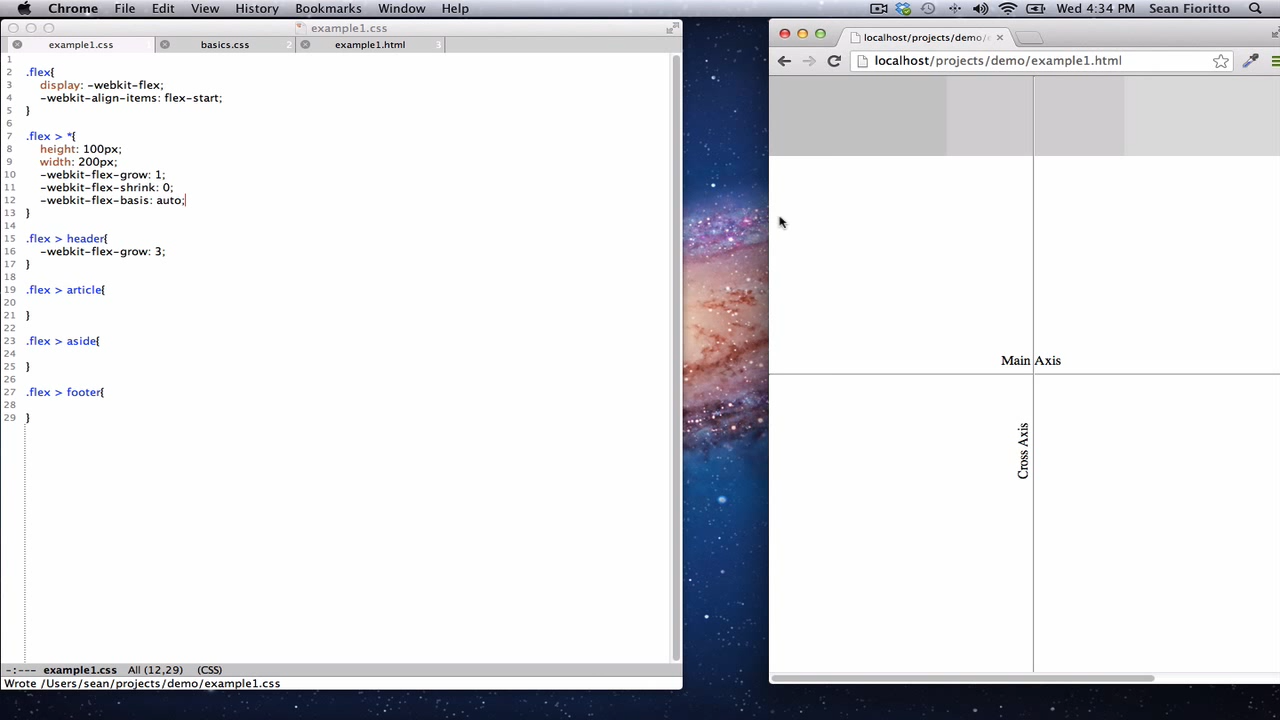 Chrome File Edit View History Bookmarks Window Help Wed 4:34 PM Sean Fioritto
example1.css
example1.css 1 basics.css 2 example1.html 3
1
2 .flex{
3 display: -webkit-flex;
4 -webkit-align-items: flex-start;
5 }
6
7 .flex > *{
8 height: 100px;
9 width: 200px;
10 -webkit-flex-grow: 1;
11 -webkit-flex-shrink: 0;
12 -webkit-flex-basis: auto;
13 }
14
15 .flex > header{
16 -webkit-flex-grow: 3;
17 }
18
19 .flex > article{
20
21 }
22
23 .flex > aside{
24
25 }
26
27 .flex > footer{
28
29 }
-:--- example1.css All (12,29) (CSS)
Wrote /Users/sean/projects/demo/example1.css
localhost/projects/demo/e
localhost/projects/demo/example1.html
Main Axis
Cross Axis